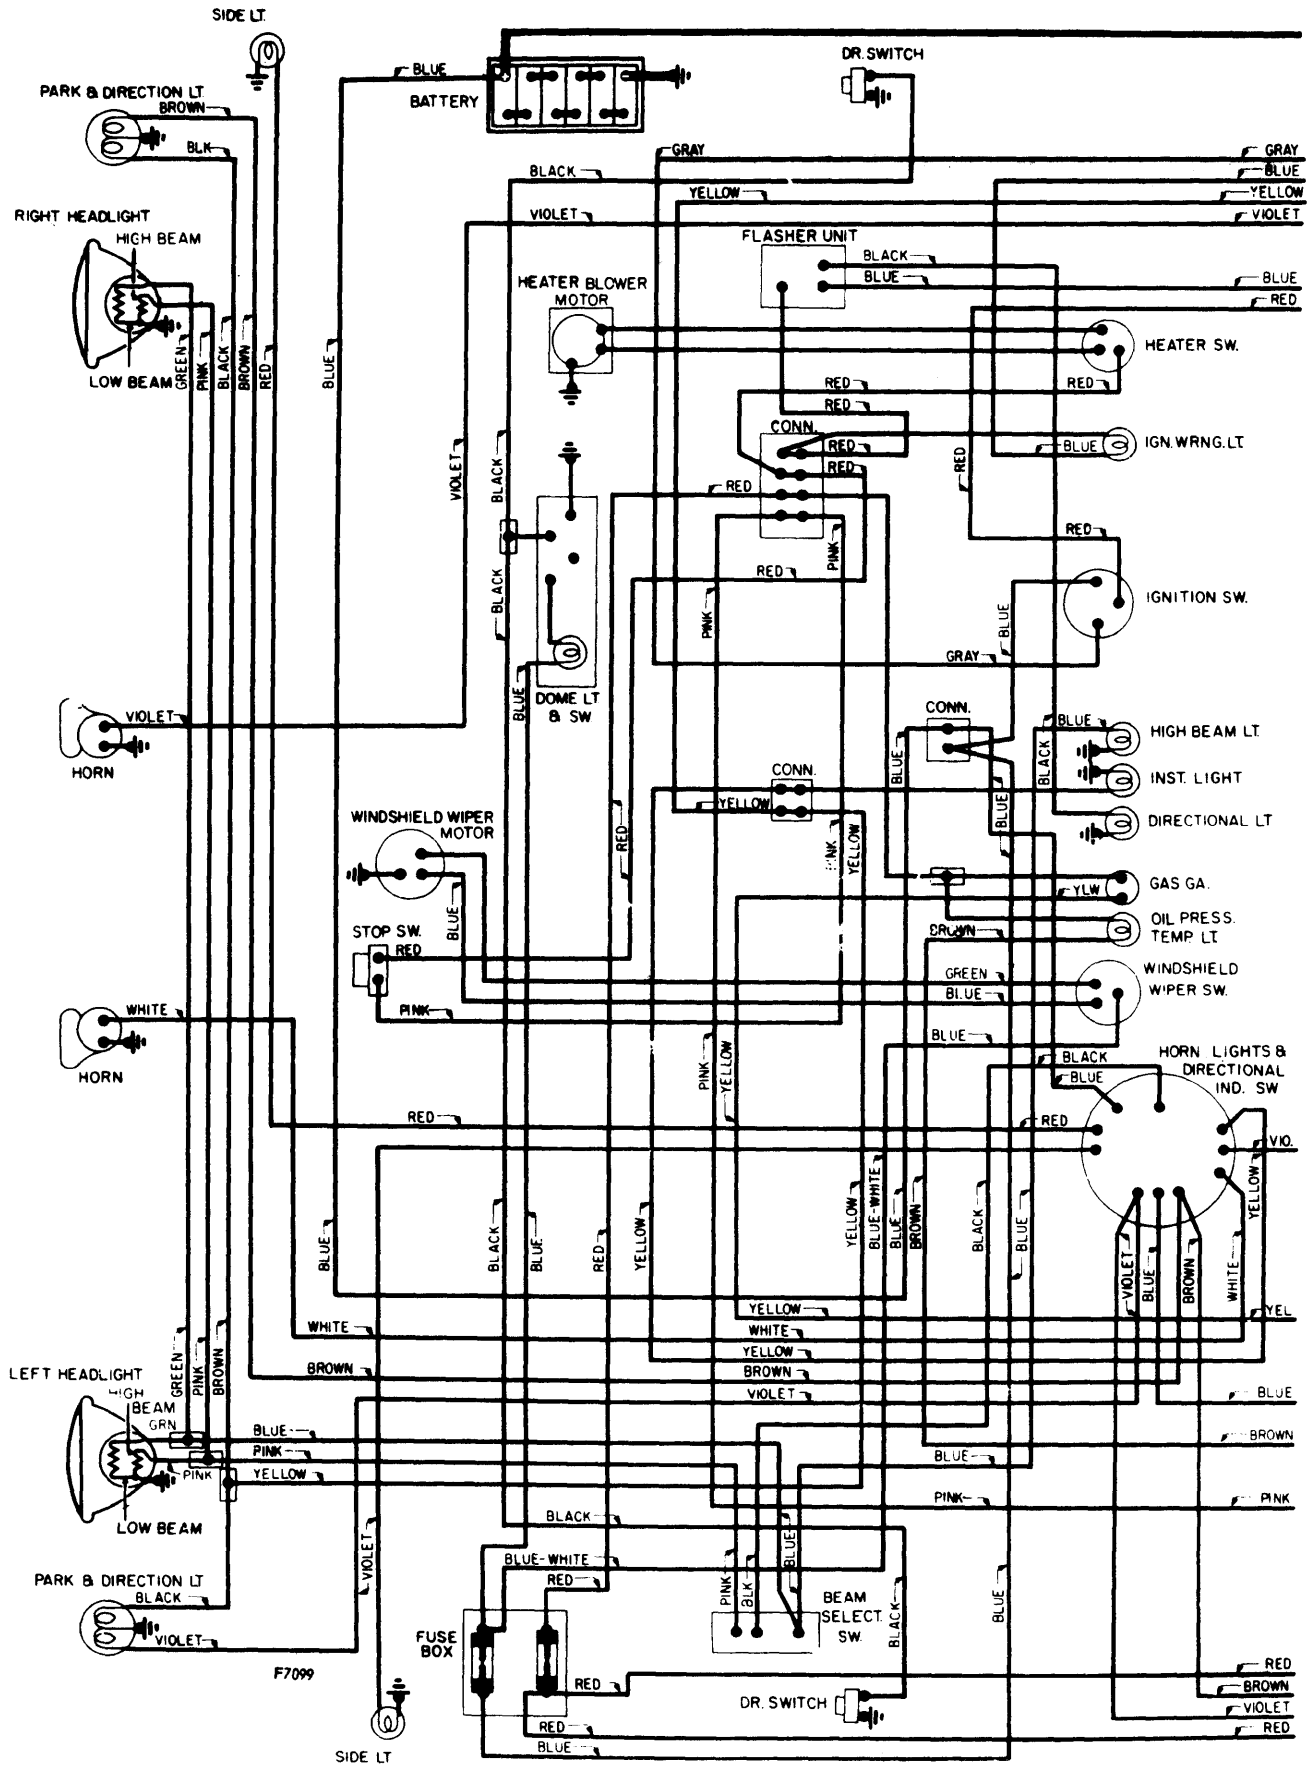 SIDE LT.
BLUE
BATTERY
DR. SWITCH
PARK & DIRECTION LT.
BROWN
BLK
GRAY
GRAY
BLACK
BLUE
YELLOW
YELLOW
VIOLET
VIOLET
RIGHT HEADLIGHT
HIGH BEAM
FLASHER UNIT
BLACK
BLUE
BLUE
HEATER BLOWER
MOTOR
RED
HEATER SW.
LOW BEAM
GREEN
PINK
BLACK
BROWN
RED
BLUE
RED
RED
RED
CONN.
RED
RED
BLUE
IGN. WRNG. LT.
VIOLET
BLACK
RED
RED
RED
PINK
RED
BLACK
PINK
BLUE
IGNITION SW.
GRAY
BLUE
DOME LT
& SW
VIOLET
HORN
CONN.
BLUE
HIGH BEAM LT.
BLUE
BLACK
CONN.
INST. LIGHT
YELLOW
BLUE
DIRECTIONAL LT
WINDSHIELD WIPER
MOTOR
RED
YELLOW
BLUE
YLW
GAS GA.
STOP SW.
RED
BROWN
OIL PRESS.
TEMP. LT.
GREEN
BLUE
WINDSHIELD
WIPER SW.
WHITE
PINK
HORN
BLUE
BLACK
BLUE
HORN LIGHTS &
DIRECTIONAL
IND. SW
PINK
YELLOW
RED
RED
VIO.
YELLOW
BLUE
BLACK
BLUE
RED
YELLOW
YELLOW
BLUE-WHITE
BLUE
BROWN
BLACK
BLUE
VIOLET
BLUE
BROWN
WHITE
YELLOW
YEL
WHITE
WHITE
YELLOW
BROWN
BROWN
VIOLET
BLUE
GREEN
PINK
BROWN
LEFT HEADLIGHT
HIGH
BEAM
GRN
BLUE
PINK
PINK
YELLOW
BROWN
BLUE
PINK
PINK
LOW BEAM
BLACK
BLUE-WHITE
RED
VIOLET
PINK
BLK
BLUE
BLACK
BLUE
PARK & DIRECTION LT
BLACK
VIOLET
BEAM
SELECT.
SW.
FUSE
BOX
F7099
RED
RED
BROWN
VIOLET
DR. SWITCH
RED
RED
BLUE
SIDE LT